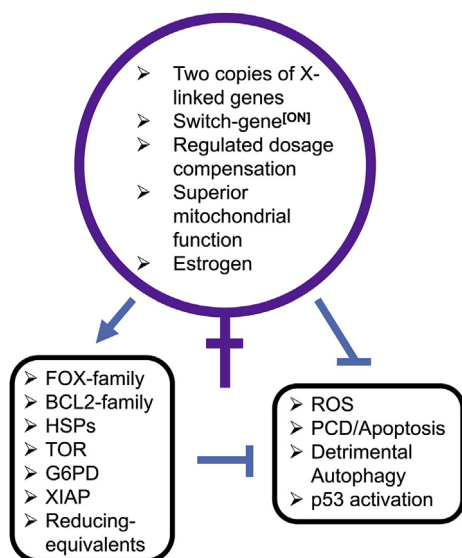 ➢ Two copies of X-
linked genes
➢ Switch-gene[ON]
➢ Regulated dosage
compensation
➢ Superior
mitochondrial
function
➢ Estrogen
➢ FOX-family
➢ BCL2-family
➢ HSPs
➢ TOR
➢ G6PD
➢ XIAP
➢ Reducing-
equivalents
➢ ROS
➢ PCD/Apoptosis
➢ Detrimental
Autophagy
➢ p53 activation